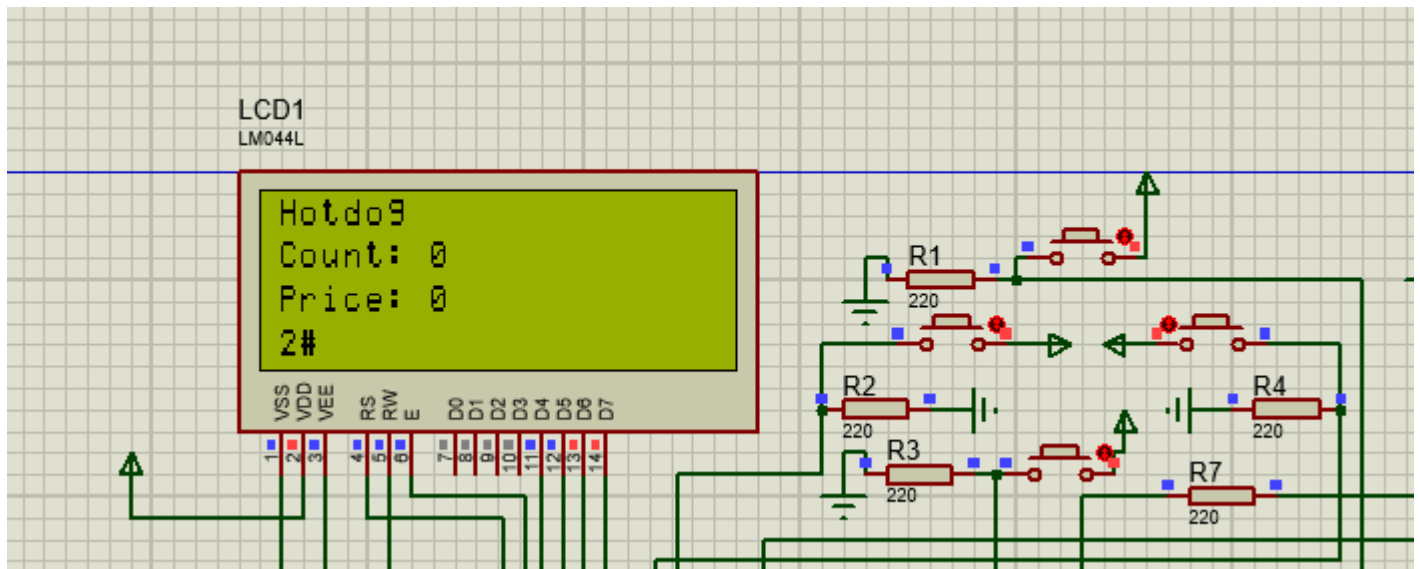 LCD1
LM044L
Hotdog
Count: 0
Price: 0
2#
VSS
VDD
VEE
RS
RW
E
D0
D1
D2
D3
D4
D5
D6
D7
1
2
3
4
5
6
7
8
9
10
11
12
13
14
R1
220
R2
220
R4
220
R3
220
R7
220